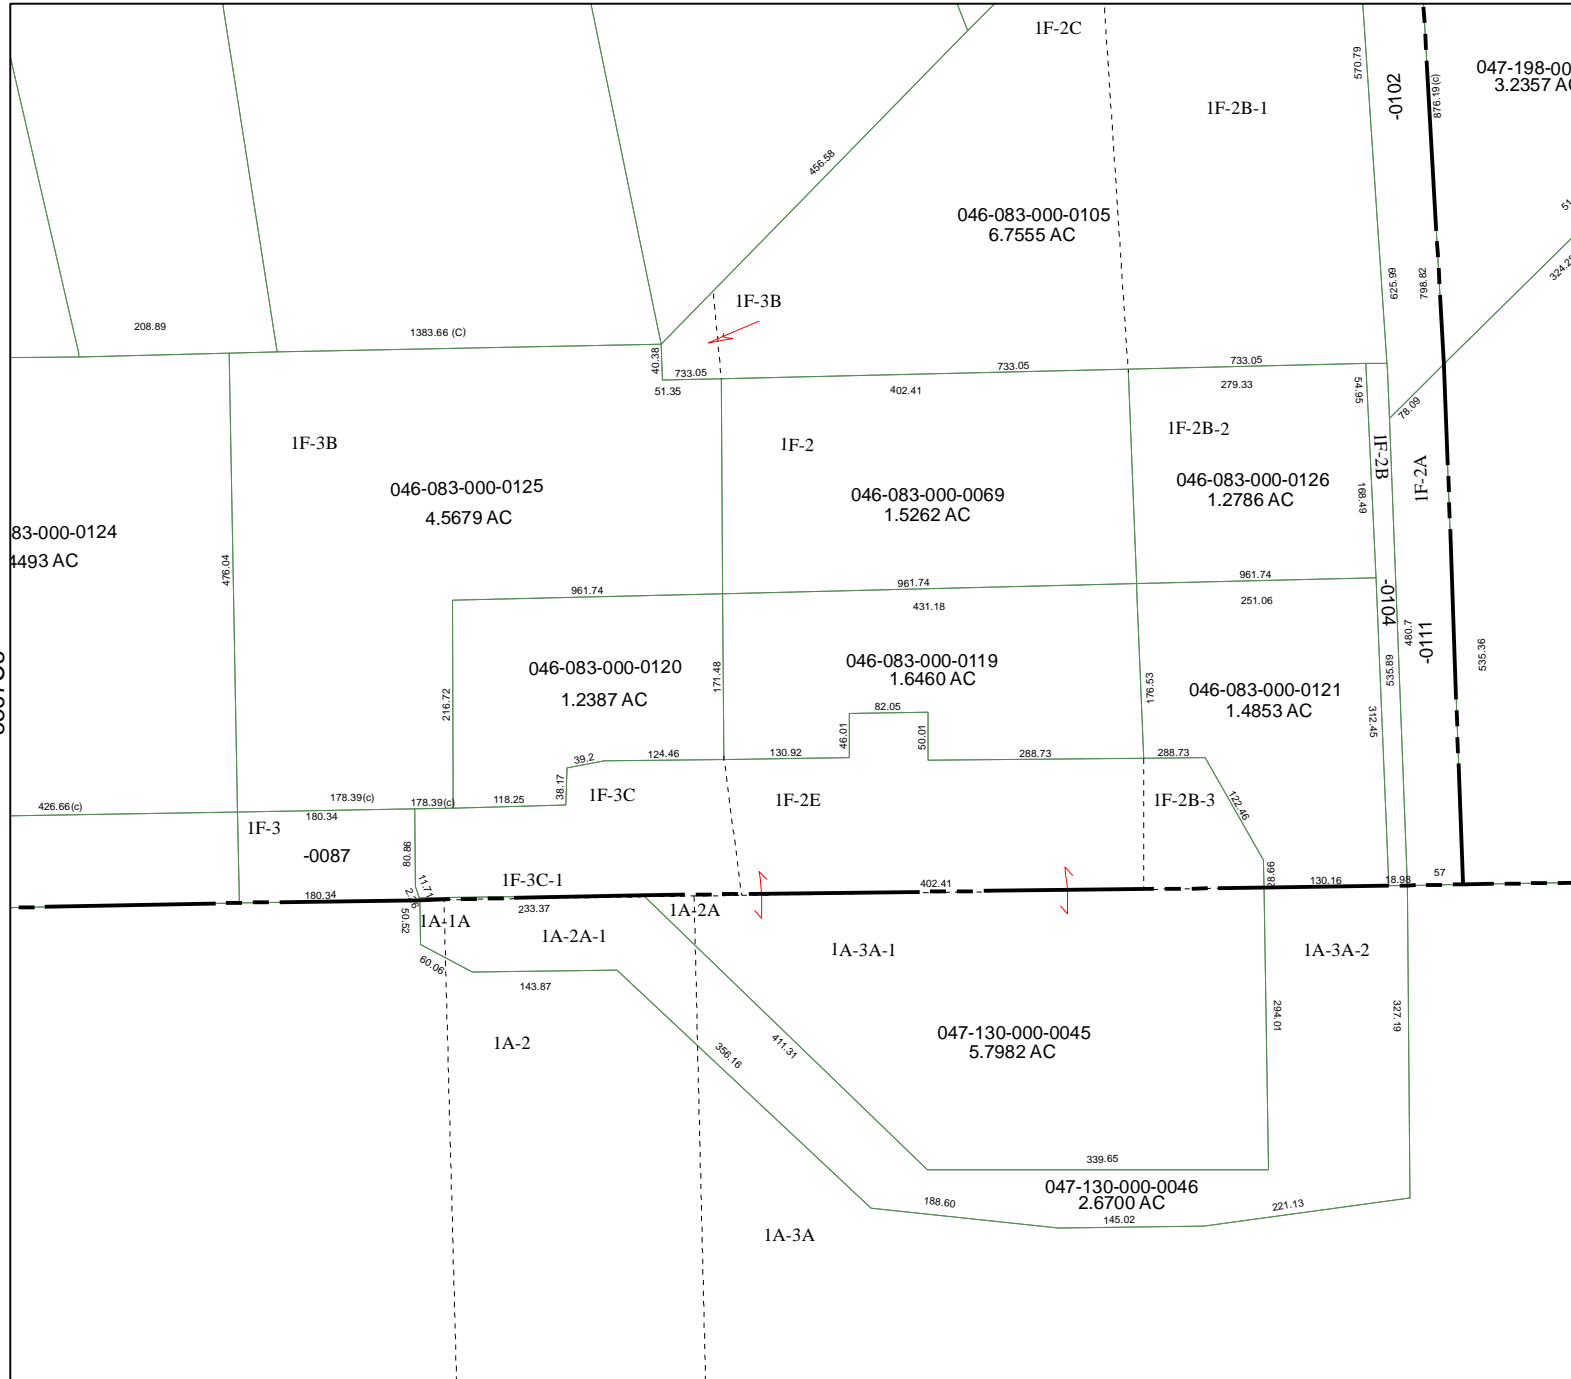 1F-2C
570.79
-0102
876.19(c)
047-198-00
3.2357 AC
1F-2B-1
456.58
046-083-000-0105
6.7555 AC
51
324.28
625.99
798.82
1F-3B
208.89
1383.66 (C)
40.38
733.05
733.05
733.05
51.35
402.41
279.33
54.95
78.09
1F-3B
1F-2
1F-2B-2
1F-2B
1F-2A
046-083-000-0125
4.5679 AC
046-083-000-0069
1.5262 AC
046-083-000-0126
1.2786 AC
168.49
83-000-0124
4493 AC
476.04
961.74
961.74
961.74
431.18
251.06
-0104
480.7
-0111
535.36
535.89
046-083-000-0120
1.2387 AC
171.48
046-083-000-0119
1.6460 AC
176.53
046-083-000-0121
1.4853 AC
216.72
312.45
82.05
46.01
50.01
39.2
124.46
130.92
288.73
288.73
38.17
1F-3C
1F-2E
1F-2B-3
122.46
426.66(c)
178.39(c)
178.39(c)
118.25
180.34
1F-3
-0087
80.86
11.71
2.26
1F-3C-1
402.41
28.66
130.16
18.98
57
180.34
50.52
1A-1A
233.37
1A-2A
1A-2A-1
1A-3A-1
1A-3A-2
60.06
143.87
294.01
327.19
1A-2
356.16
411.31
047-130-000-0045
5.7982 AC
339.65
047-130-000-0046
2.6700 AC
188.60
145.02
221.13
1A-3A